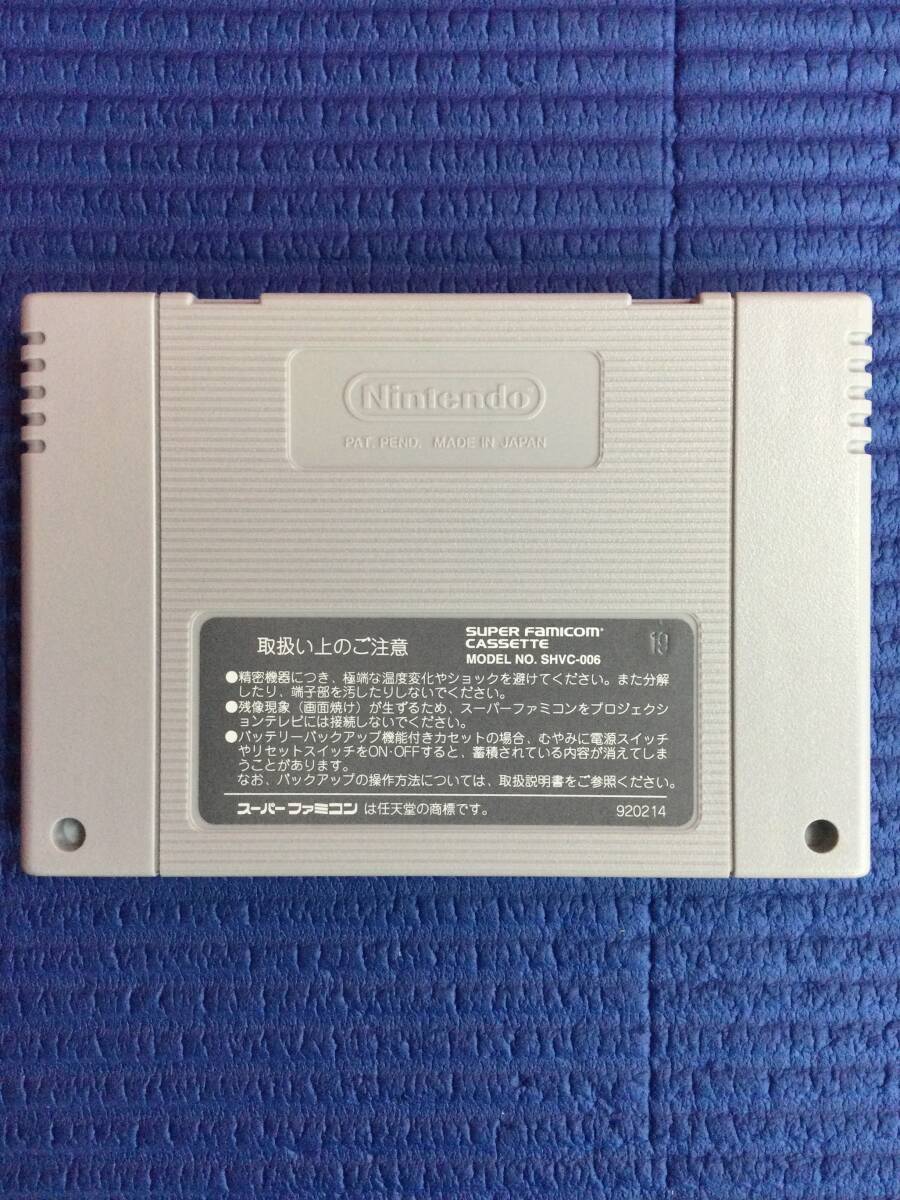 Nintendo
PAT. PEND. MADE IN JAPAN
取扱い上のご注意
SUPER FAMICOM
CASSETTE
MODEL NO. SHVC-006
19
●精密機器につき、極端な温度変化やショックを避けてください。また分解
したり、端子部を汚したりしないでください。
●残像現象（画面焼け）が生ずるため、スーパーファミコンをプロジェクシ
ョンテレビには接続しないでください。
●バッテリーバックアップ機能付きカセットの場合、むやみに電源スイッチ
やリセットスイッチをON·OFFすると、蓄積されている内容が消えてしま
うことがあります。
なお、バックアップの操作方法については、取扱説明書をご参照ください。
スーパーファミコン は任天堂の商標です。
920214